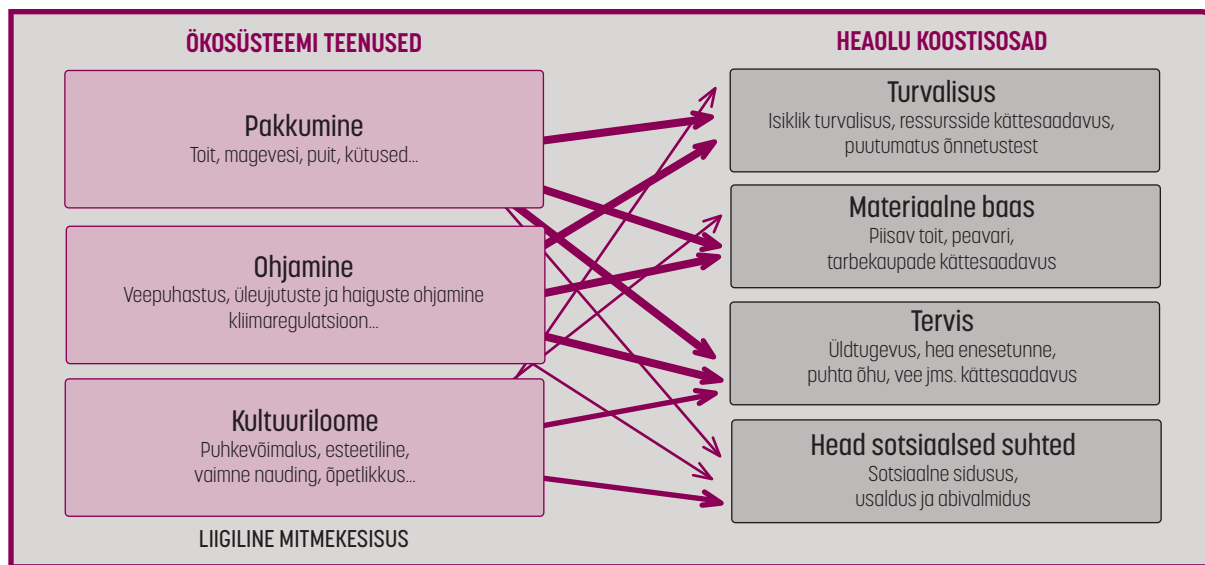 ÖKOSÜSTEEMI TEENUSED
Pakkumine
Toit, magevesi, puit, kütused...
Ohjamine
Veepuhastus, üleujutuste ja haiguste ohjamine
kliimaregulatsioon...
Kultuuriloome
Puhkevõimalus, esteetiline,
vaimne nauding, õpetlikkus...
LIIGILINE MITMEKESISUS
HEAOLU KOOSTISOSAD
Turvalisus
Isiklik turvalisus, ressursside kättesaadavus,
puutumatus õnnetustest
Materiaalne baas
Piisav toit, peavari,
tarbekaupade kättesaadavus
Tervis
Üldtugevus, hea enesetunne,
puhta õhu, vee jms. kättesaadavus
Head sotsiaalsed suhted
Sotsiaalne sidusus,
usaldus ja abivalmidus